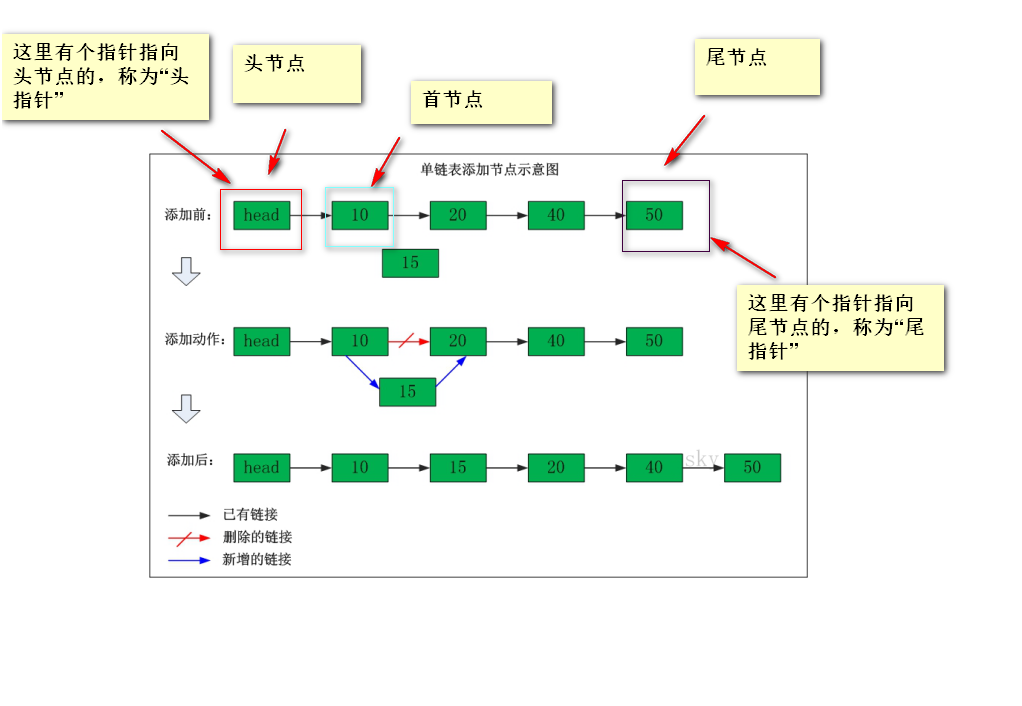 这里有个指针指向
头节点的，称为“头
指针”
头节点
首节点
尾节点
单链表添加节点示意图
添加前：
head
10
20
40
50
15
这里有个指针指向
尾节点的，称为“尾
指针”
添加动作：
head
10
20
40
50
15
添加后：
head
10
15
20
40
sky
50
已有链接
删除的链接
新增的链接